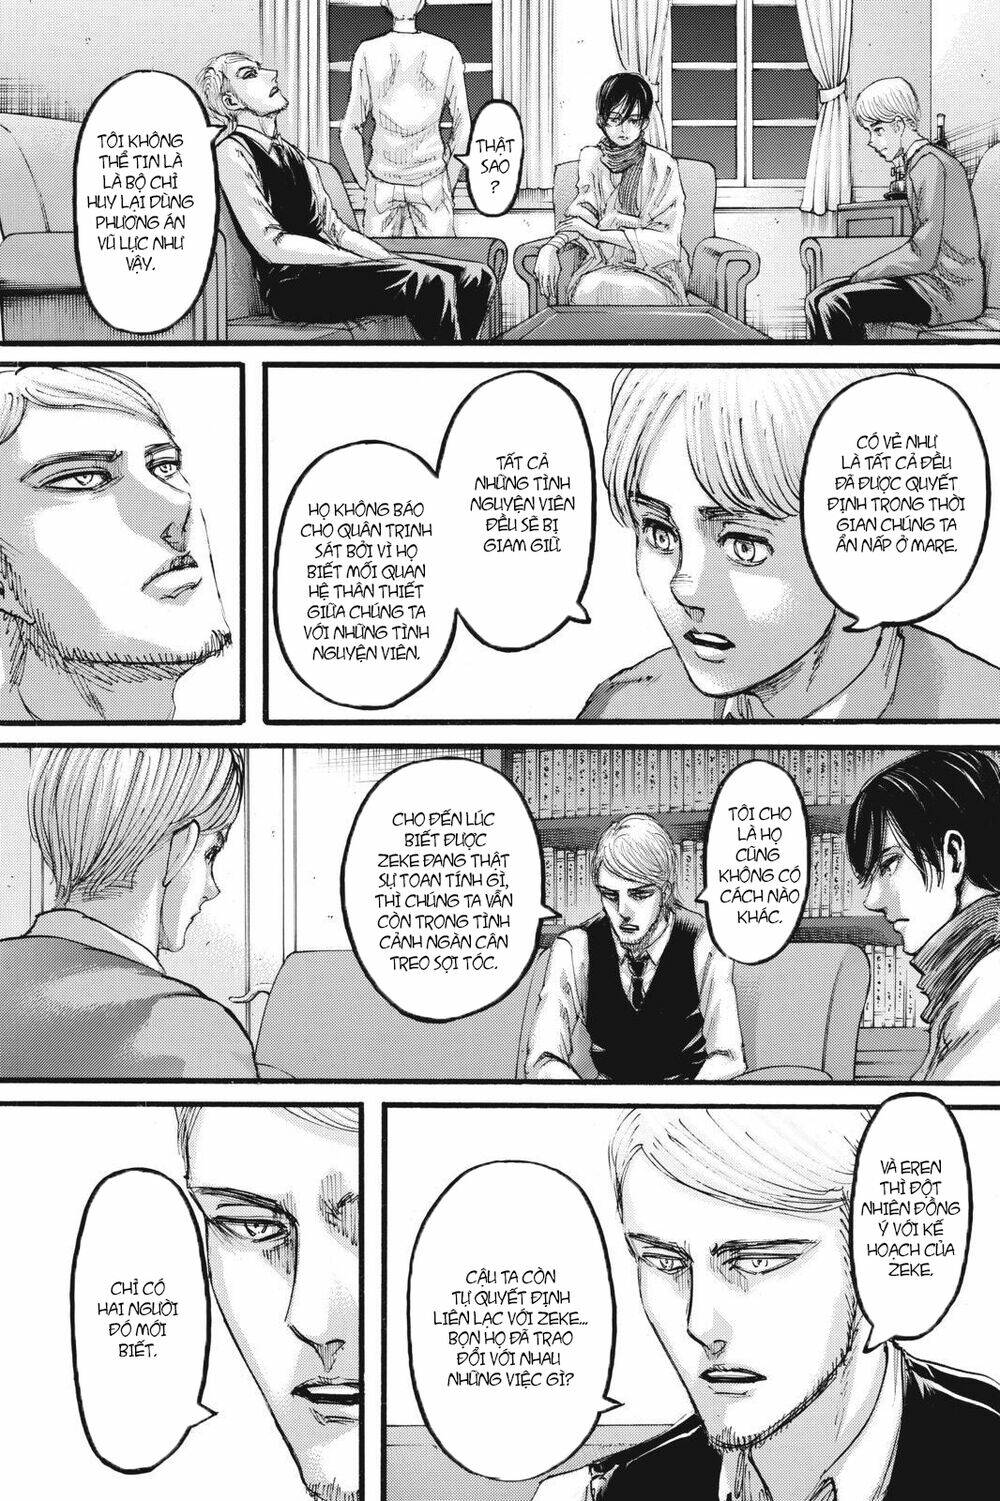 THẬT
SAO
?
TÔI KHÔNG
THỂ TIN LÀ
LÀ BỘ CHỈ
HUY LẠI DÙNG
PHƯƠNG ÁN
VŨ LỰC NHƯ
VẬY.
CÓ VẺ NHƯ
LÀ TẤT CẢ ĐỀU
ĐÃ ĐƯỢC QUYẾT
ĐỊNH TRONG THỜI
GIAN CHÚNG TA
ẨN NẤP Ở MARE.
TẤT CẢ
NHỮNG TÌNH
NGUYỆN VIÊN
ĐỀU SẼ BỊ
GIAM GIỮ.
HỌ KHÔNG BÁO
CHO QUÂN TRINH
SÁT BỞI VÌ HỌ
BIẾT MỐI QUAN
HỆ THÂN THIẾT
GIỮA CHÚNG TA
VỚI NHỮNG TÌNH
NGUYỆN VIÊN.
TÔI CHO
LÀ HỌ
CŨNG
KHÔNG CÓ
CÁCH NÀO
KHÁC.
CHO ĐẾN LÚC
BIẾT ĐƯỢC
ZEKE ĐANG THẬT
SỰ TOAN TÍNH GÌ,
THÌ CHÚNG TA VẪN
CÒN TRONG TÌNH
CẢNH NGÀN CÂN
TREO SỢI TÓC.
VÀ EREN
THÌ ĐỘT
NHIÊN ĐỒNG
Ý VỚI KẾ
HOẠCH CỦA
ZEKE.
CẬU TA CÒN
TỰ QUYẾT ĐỊNH
LIÊN LẠC VỚI ZEKE...
BỌN HỌ ĐÃ TRAO
ĐỔI VỚI NHAU
NHỮNG VIỆC GÌ?
CHỈ CÓ
HAI NGƯỜI
ĐÓ MỚI
BIẾT.